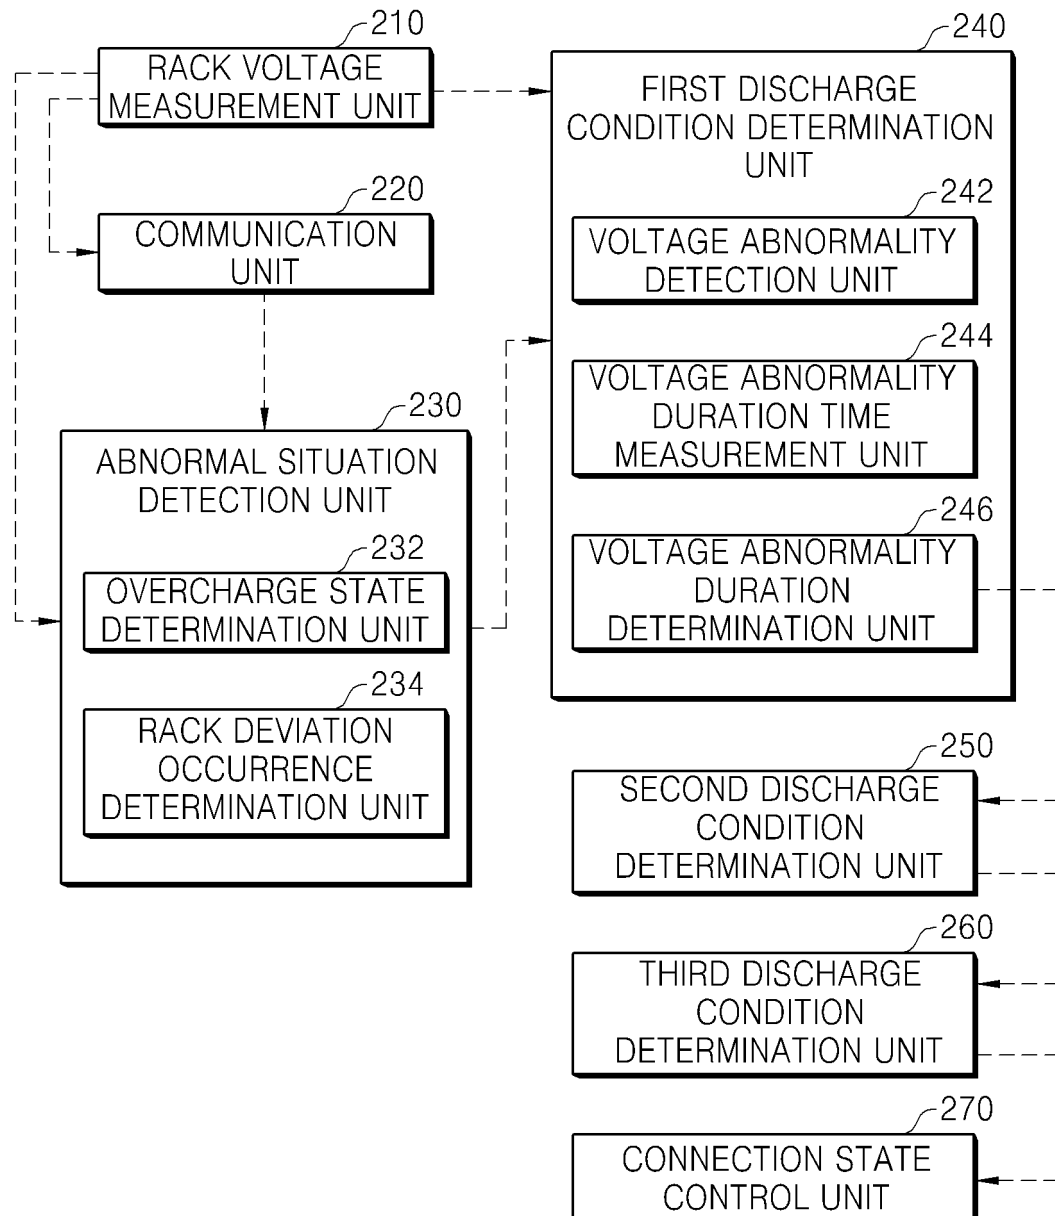 210
RACK VOLTAGE
MEASUREMENT UNIT
220
COMMUNICATION
UNIT
230
ABNORMAL SITUATION
DETECTION UNIT
232
OVERCHARGE STATE
DETERMINATION UNIT
234
RACK DEVIATION
OCCURRENCE
DETERMINATION UNIT
240
FIRST DISCHARGE
CONDITION DETERMINATION
UNIT
242
VOLTAGE ABNORMALITY
DETECTION UNIT
244
VOLTAGE ABNORMALITY
DURATION TIME
MEASUREMENT UNIT
246
VOLTAGE ABNORMALITY
DURATION
DETERMINATION UNIT
250
SECOND DISCHARGE
CONDITION
DETERMINATION UNIT
260
THIRD DISCHARGE
CONDITION
DETERMINATION UNIT
270
CONNECTION STATE
CONTROL UNIT